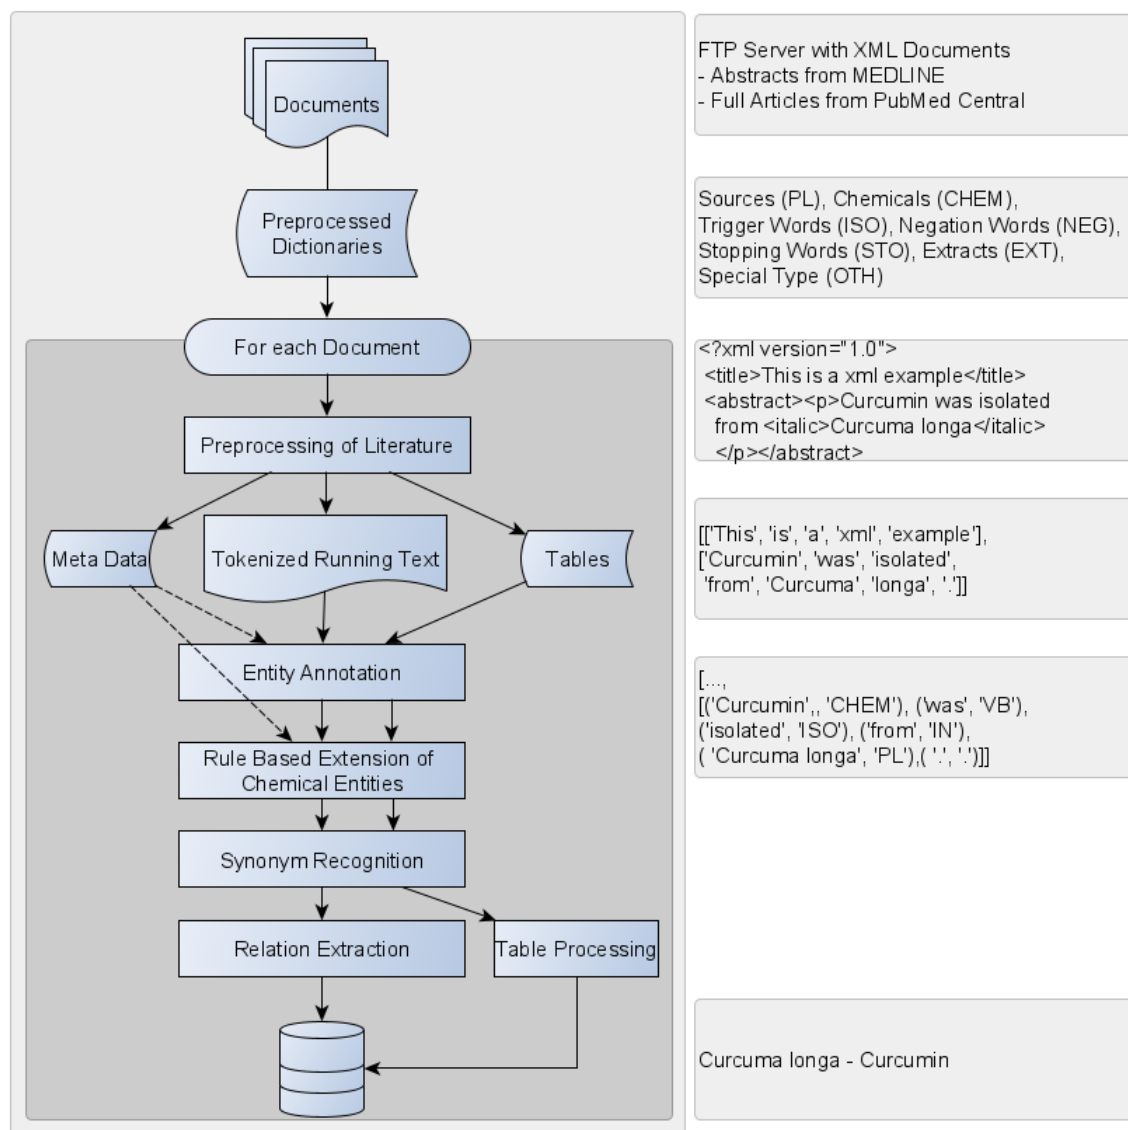 Documents
Preprocessed
Dictionaries
For each Document
Preprocessing of Literature
Meta Data
Tokenized Running Text
Tables
Entity Annotation
Rule Based Extension of
Chemical Entities
Synonym Recognition
Relation Extraction
Table Processing
FTP Server with XML Documents
- Abstracts from MEDLINE
- Full Articles from PubMed Central
Sources (PL), Chemicals (CHEM),
Trigger Words (ISO), Negation Words (NEG),
Stopping Words (STO), Extracts (EXT),
Special Type (OTH)
<?xml version="1.0">
<title>This is a xml example</title>
<abstract><p>Curcumin was isolated
from <italic>Curcuma longa</italic>
</p></abstract>
[['This', 'is', 'a', 'xml', 'example'],
['Curcumin', 'was', 'isolated',
'from', 'Curcuma', 'longa', '.']]
[...,
[('Curcumin',, 'CHEM'), ('was', 'VB'),
('isolated', 'ISO'), ('from', 'IN'),
( 'Curcuma longa', 'PL'),( '.', '.')]]
Curcuma longa - Curcumin